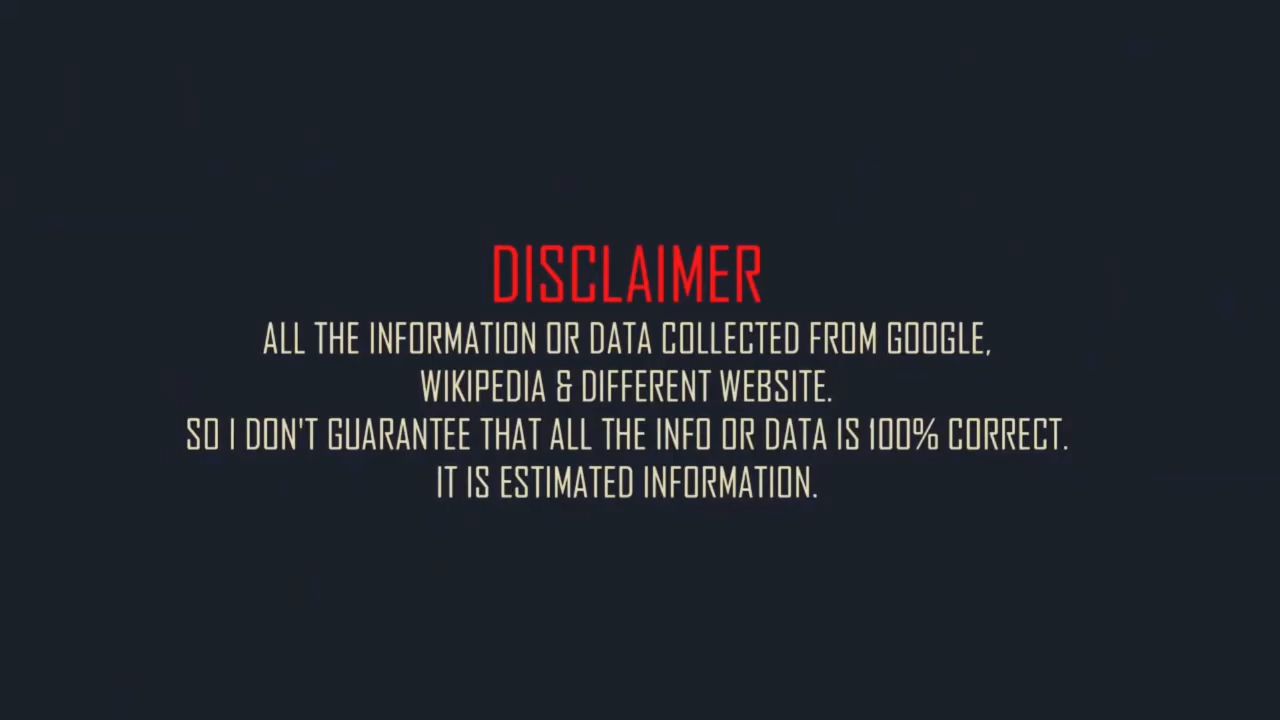 DISCLAIMER
ALL THE INFORMATION OR DATA COLLECTED FROM GOOGLE,
WIKIPEDIA & DIFFERENT WEBSITE.
SO I DON'T GUARANTEE THAT ALL THE INFO OR DATA IS 100% CORRECT.
IT IS ESTIMATED INFORMATION.